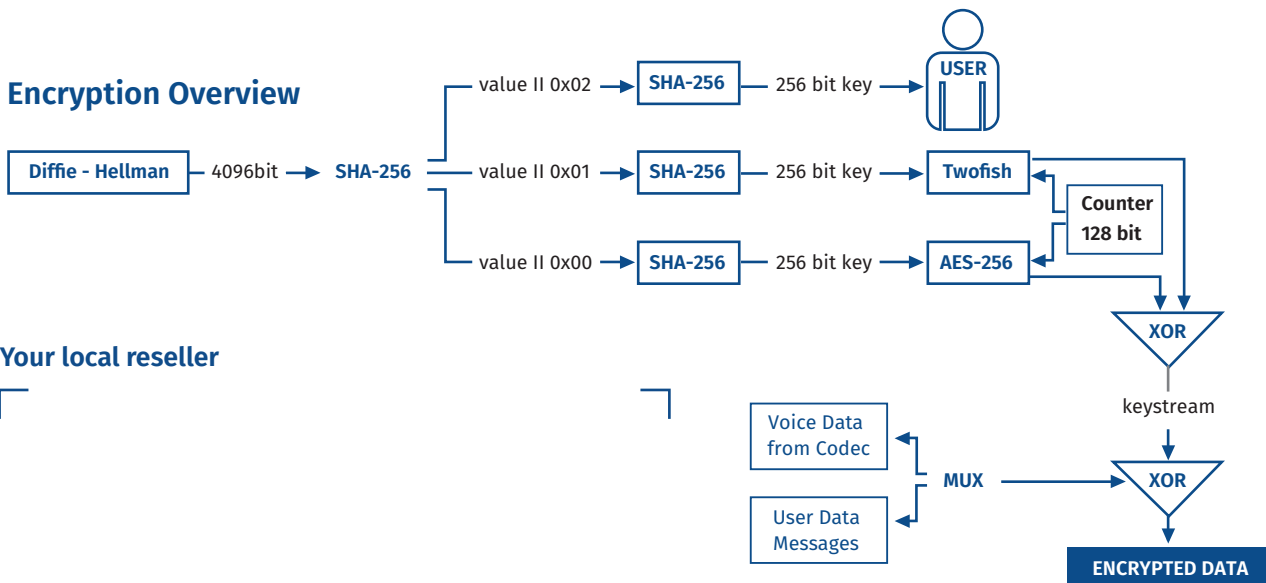 Encryption Overview
value II 0x02
SHA-256
256 bit key
USER
Diffie - Hellman
4096bit
SHA-256
value II 0x01
SHA-256
256 bit key
Twofish
Counter
128 bit
value II 0x00
SHA-256
256 bit key
AES-256
XOR
Your local reseller
keystream
Voice Data
from Codec
MUX
XOR
User Data
Messages
ENCRYPTED DATA